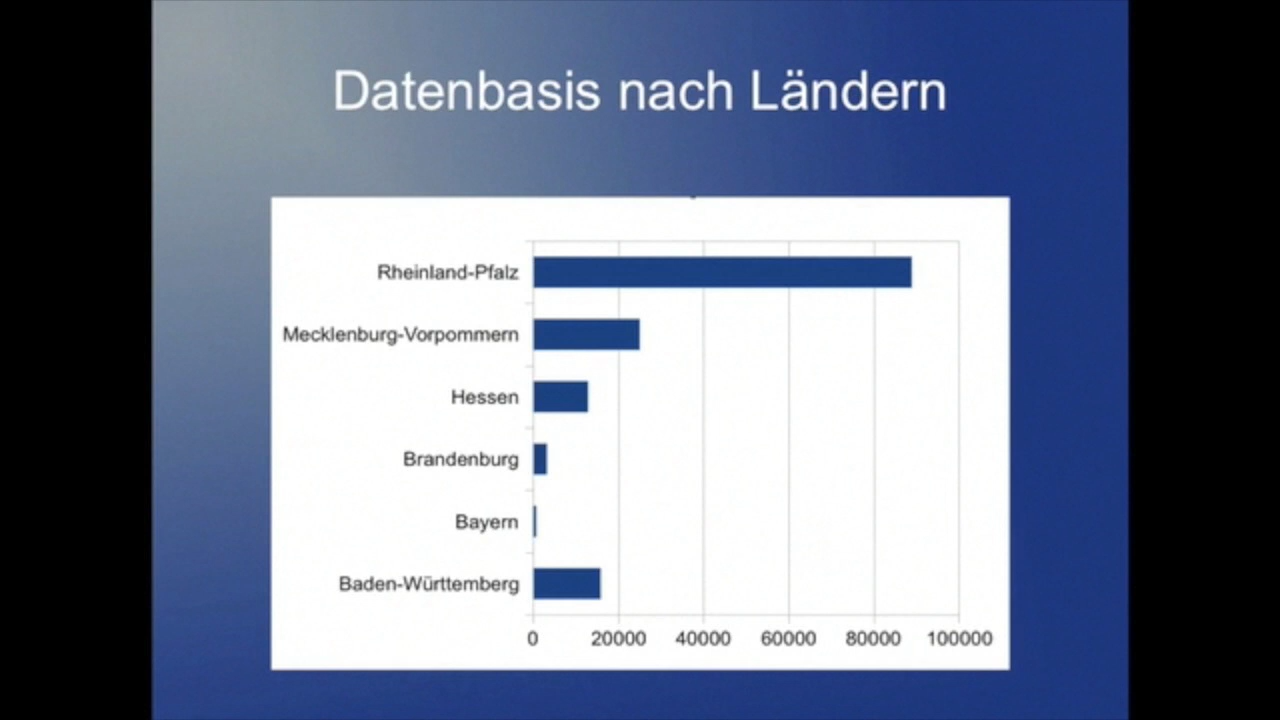 Datenbasis nach Ländern
Rheinland-Pfalz
Mecklenburg-Vorpommern
Hessen
Brandenburg
Bayern
Baden-Württemberg
0 20000 40000 60000 80000 100000